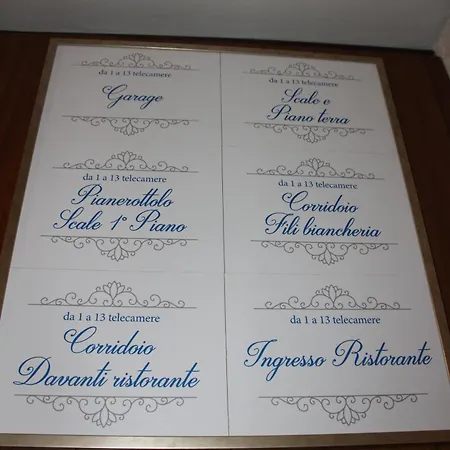 da 1 a 13 telecamere
Garage
da 1 a 13 telecamere
Scale e
Piano terra
da 1 a 13 telecamere
Pianerottolo
Scale 1° Piano
da 1 a 13 telecamere
Corridoio
Fili biancheria
da 1 a 13 telecamere
Corridoio
Davanti ristorante
da 1 a 13 telecamere
Ingresso Ristorante